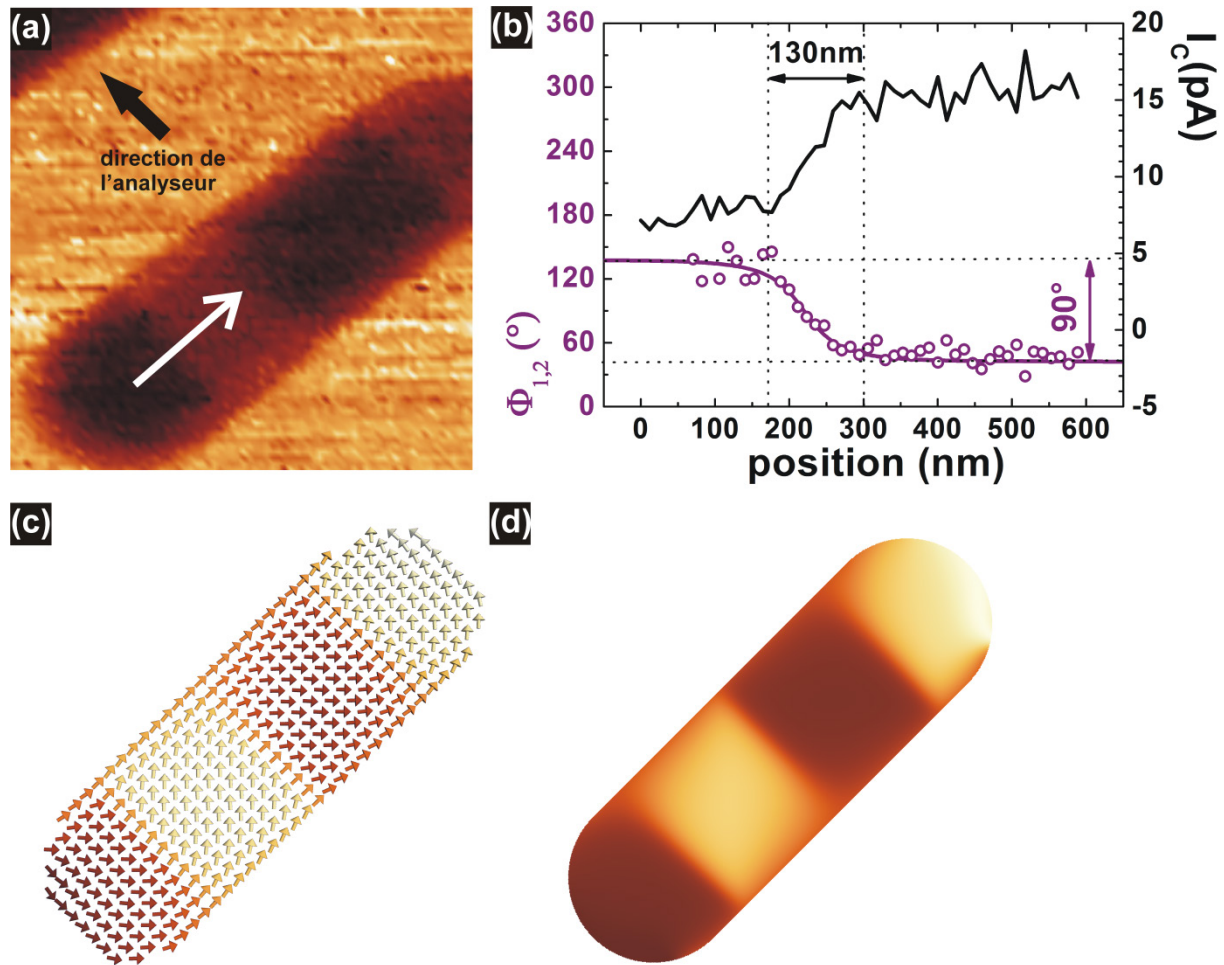 (a)
direction de
l'analyseur
(b)
360
300
240
180
120
60
0
Φ1,2 (°)
130nm
90°
20
15
10
5
0
-5
IC(pA)
0 100 200 300 400 500 600
position (nm)
(c)
(d)